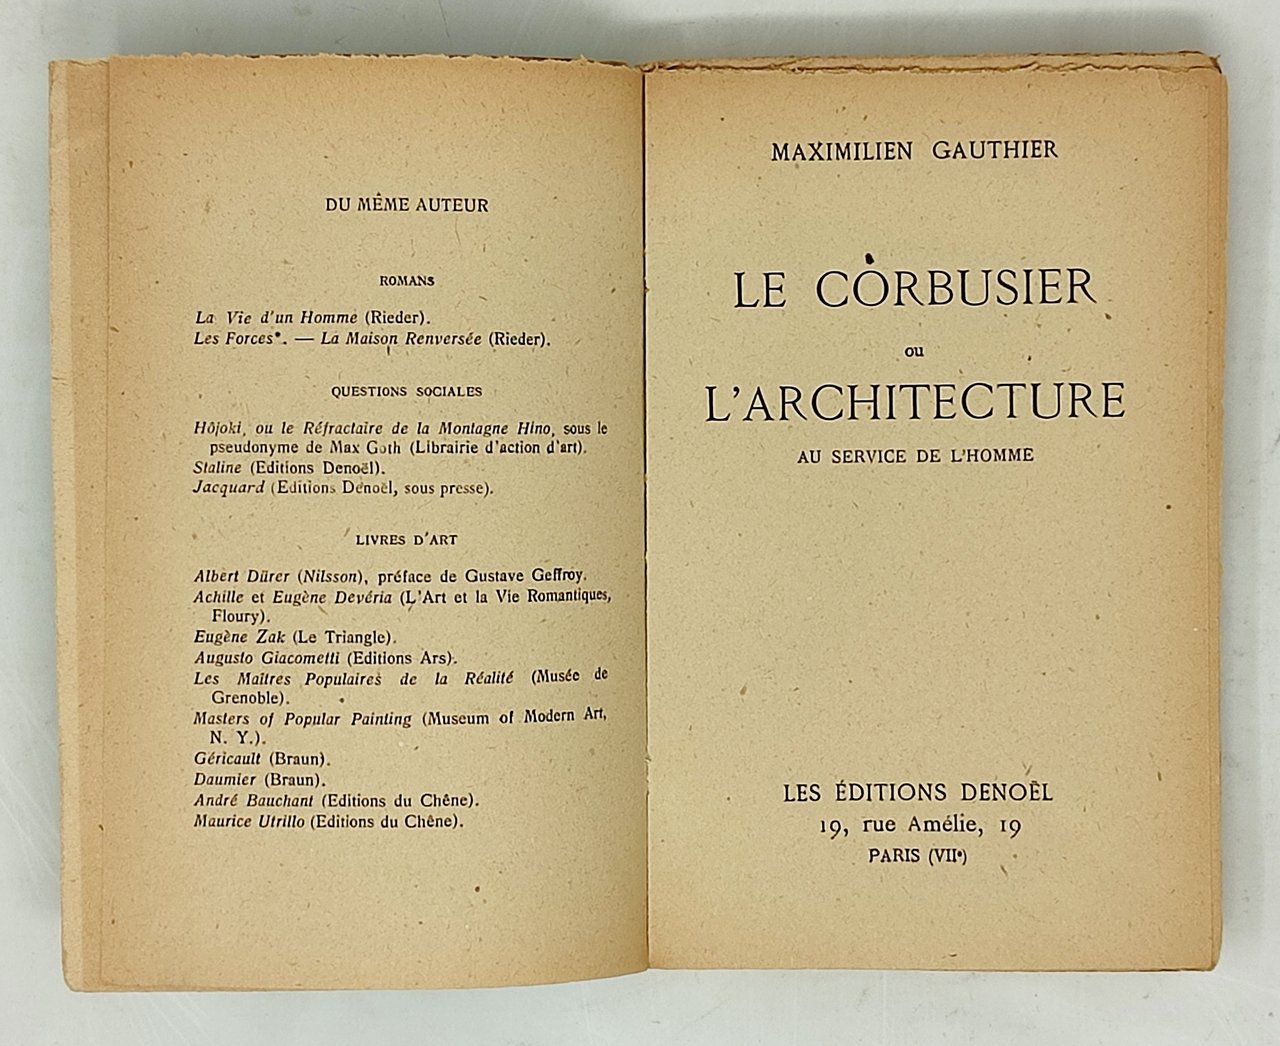 DU MÊME AUTEUR
ROMANS
La Vie d'un Homme (Rieder).
Les Forces*. — La Maison Renversée (Rieder).
QUESTIONS SOCIALES
Hôjoki, ou le Réfractaire de la Montagne Hino, sous le
pseudonyme de Max Goth (Librairie d'action d'art).
Staline (Editions Denoël).
Jacquard (Editions Denoël, sous presse).
LIVRES D'ART
Albert Dürer (Nilsson), préface de Gustave Geffroy.
Achille et Eugène Devéria (L'Art et la Vie Romantiques,
Floury).
Eugène Zak (Le Triangle).
Augusto Giacometti (Editions Ars).
Les Maîtres Populaires de la Réalité (Musée de
Grenoble).
Masters of Popular Painting (Museum of Modern Art,
N. Y.).
Géricault (Braun).
Daumier (Braun).
André Bauchant (Editions du Chêne).
Maurice Utrillo (Editions du Chêne).
MAXIMILIEN GAUTHIER
LE CORBUSIER
ou
L'ARCHITECTURE
AU SERVICE DE L'HOMME
LES ÉDITIONS DENOËL
19, rue Amélie, 19
PARIS (VIIe)